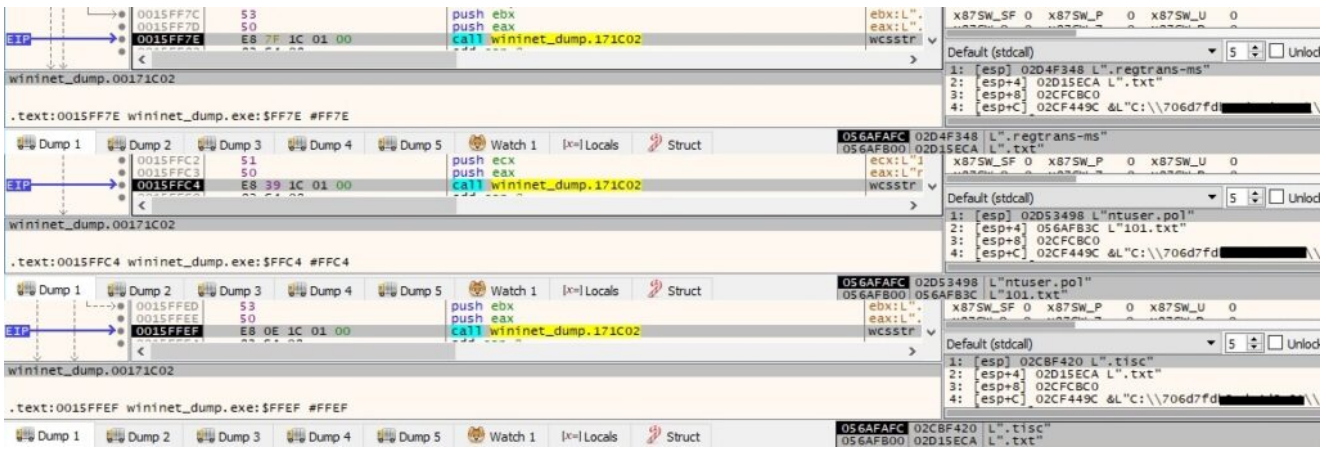 0015FF7C 53 push ebx ebx:L". x87SW_SF 0 x87SW_P 0 x87SW_U 0
0015FF7D 50 push eax eax:L".
EIP 0015FF7E E8 7F 1C 01 00 call wininet_dump.171C02 wcsstr
Default (stdcall) 5 Unlock
wininet_dump.00171C02
1: [esp] 02D4F348 L".regtrans-ms"
2: [esp+4] 02D15ECA L".txt"
3: [esp+8] 02CFCBC0
4: [esp+C] 02CF449C &L"C:\\706d7fd
.text:0015FF7E wininet_dump.exe:$FF7E #FF7E
Dump 1 Dump 2 Dump 3 Dump 4 Dump 5 Watch 1 [x=] Locals Struct
056AFAFC 02D4F348 L".regtrans-ms"
056AFB00 02D15ECA L".txt"
0015FFC2 51 push ecx ecx:L"1 x87SW_SF 0 x87SW_P 0 x87SW_U 0
0015FFC3 50 push eax eax:L"n
EIP 0015FFC4 E8 39 1C 01 00 call wininet_dump.171C02 wcsstr
Default (stdcall) 5 Unlock
wininet_dump.00171C02
1: [esp] 02D53498 L"ntuser.pol"
2: [esp+4] 056AFB3C L"101.txt"
3: [esp+8] 02CFCBC0
4: [esp+C] 02CF449C &L"C:\\706d7fd
.text:0015FFC4 wininet_dump.exe:$FFC4 #FFC4
Dump 1 Dump 2 Dump 3 Dump 4 Dump 5 Watch 1 [x=] Locals Struct
056AFAFC 02D53498 L"ntuser.pol"
056AFB00 056AFB3C L"101.txt"
0015FFED 53 push ebx ebx:L". x87SW_SF 0 x87SW_P 0 x87SW_U 0
0015FFEE 50 push eax eax:L".
EIP 0015FFEF E8 0E 1C 01 00 call wininet_dump.171C02 wcsstr
Default (stdcall) 5 Unlock
wininet_dump.00171C02
1: [esp] 02CBF420 L".tisc"
2: [esp+4] 02D15ECA L".txt"
3: [esp+8] 02CFCBC0
4: [esp+C] 02CF449C &L"C:\\706d7fd
.text:0015FFEF wininet_dump.exe:$FFEF #FFEF
Dump 1 Dump 2 Dump 3 Dump 4 Dump 5 Watch 1 [x=] Locals Struct
056AFAFC 02CBF420 L".tisc"
056AFB00 02D15ECA L".txt"